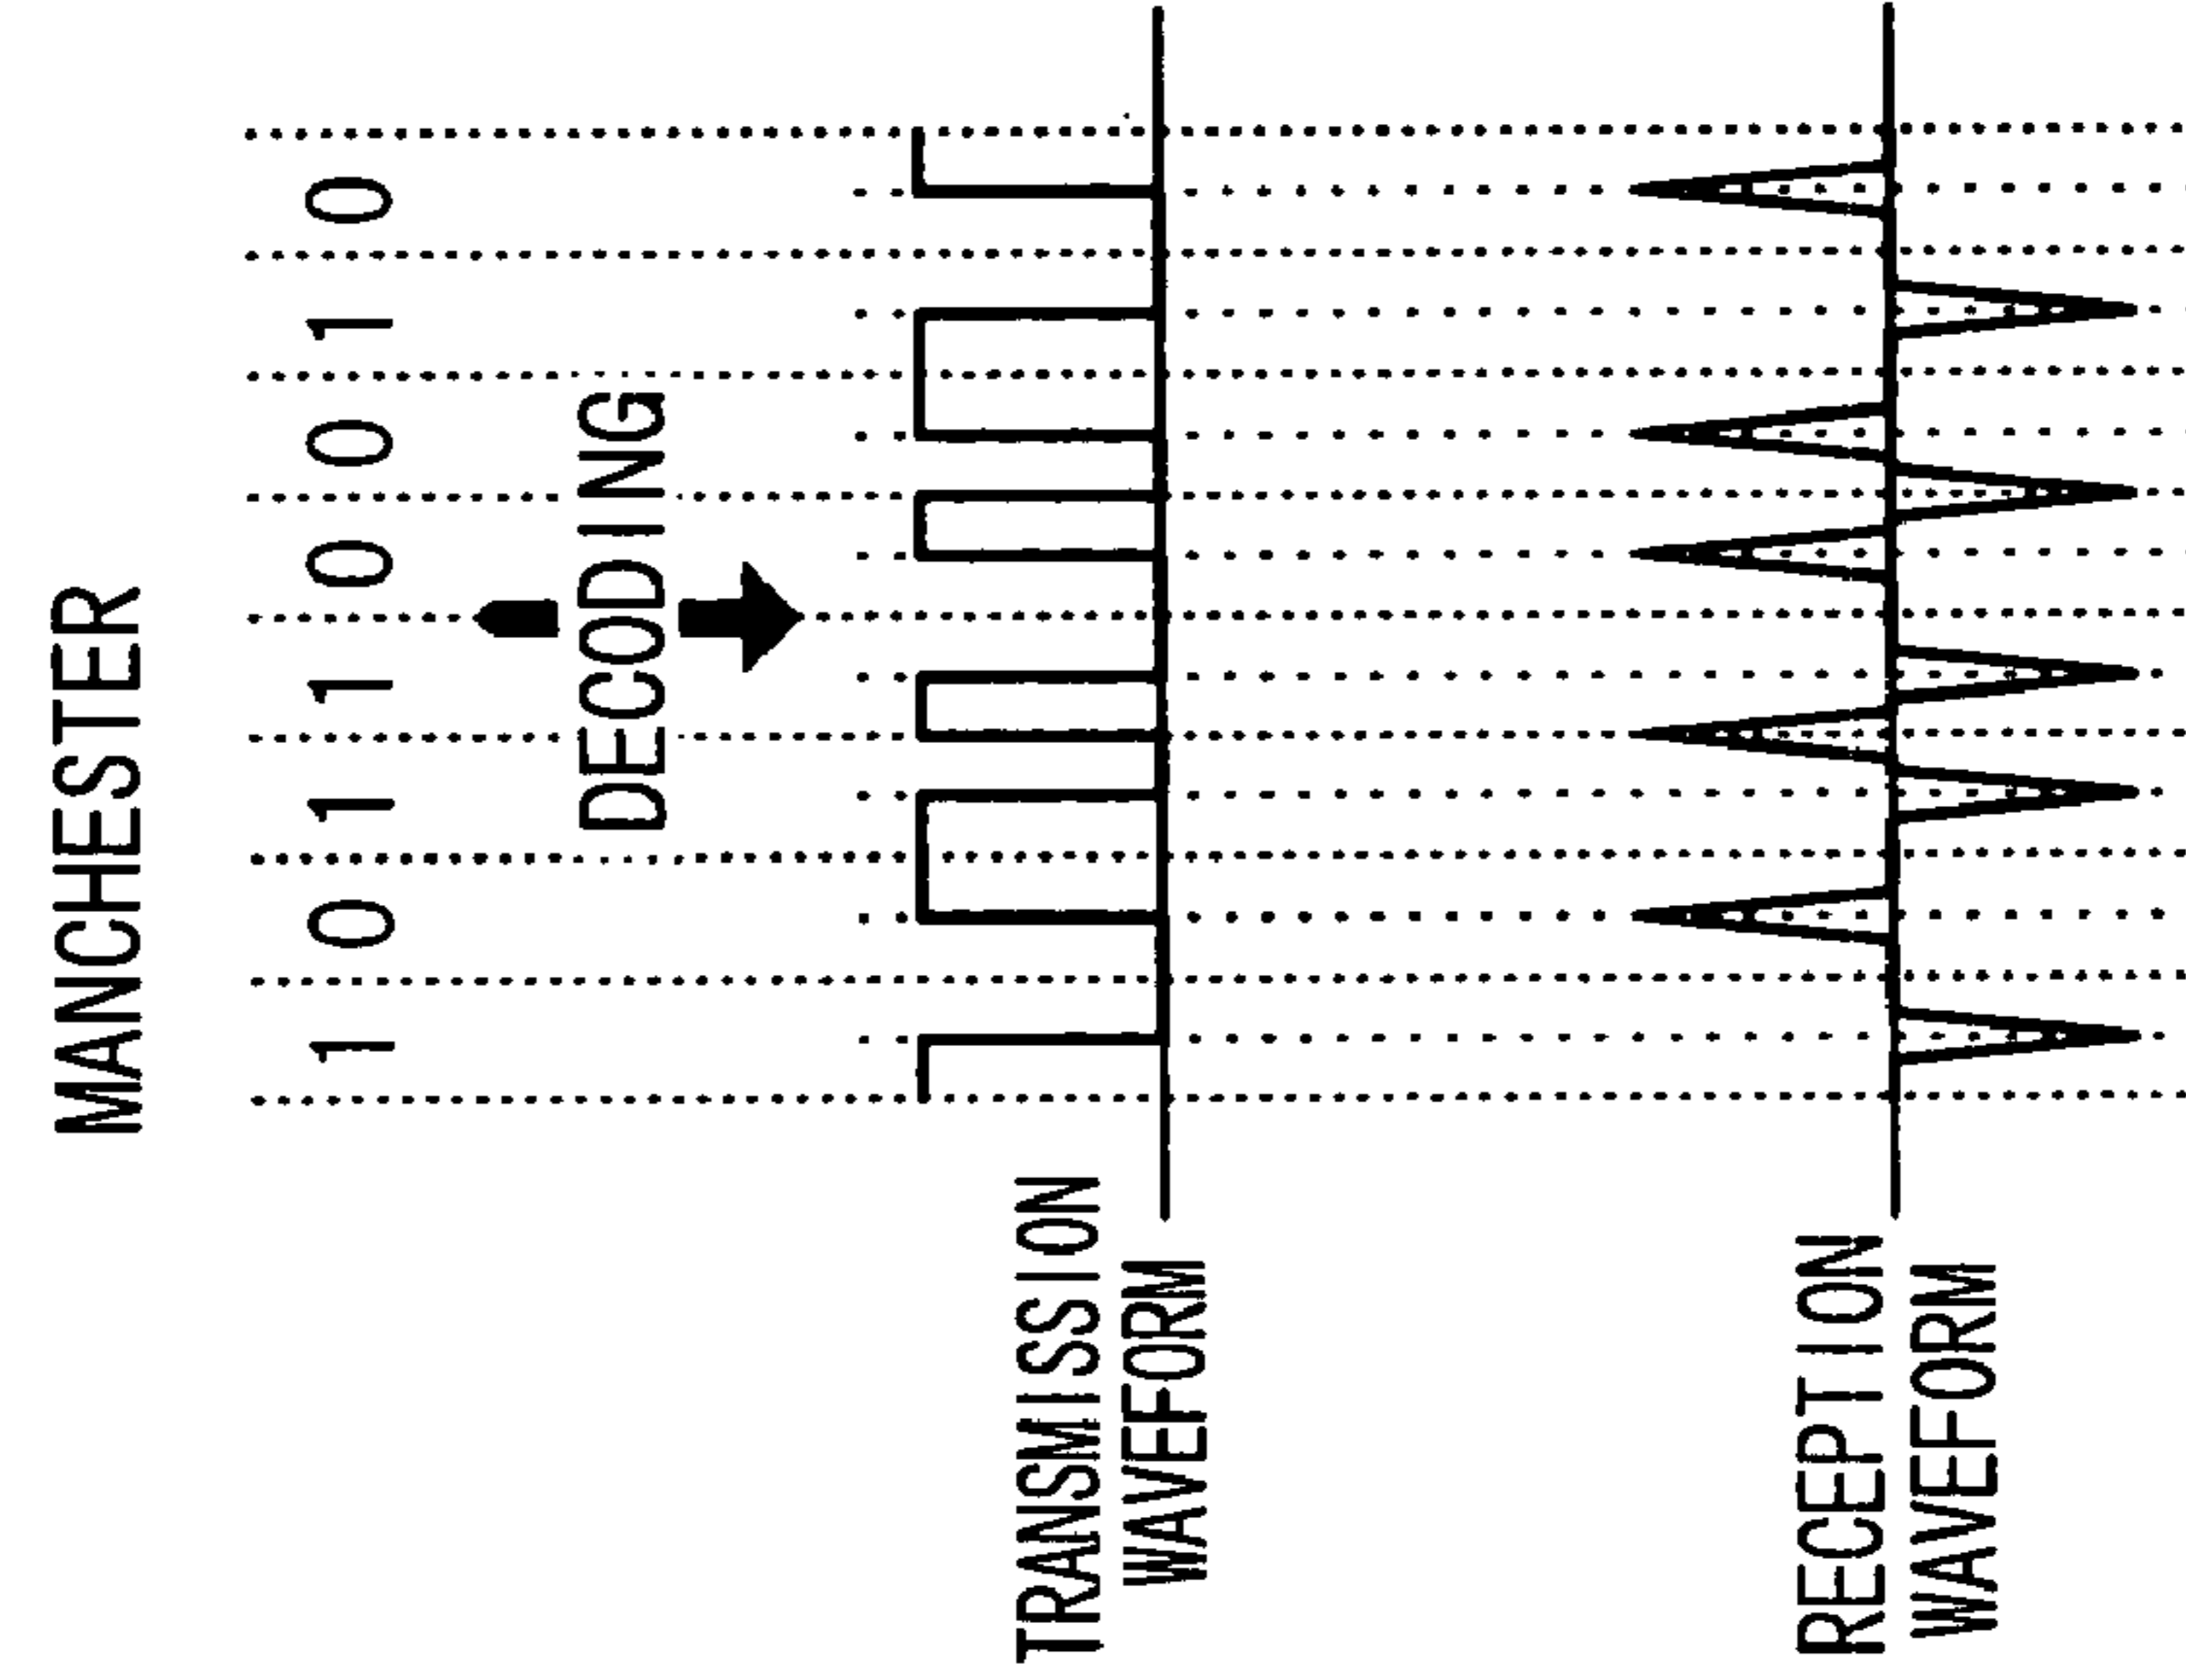 MANCHESTER
1 0 1 1 0 0 1 0
DECODING
TRANSMISSION
WAVEFORM
RECEPTION
WAVEFORM